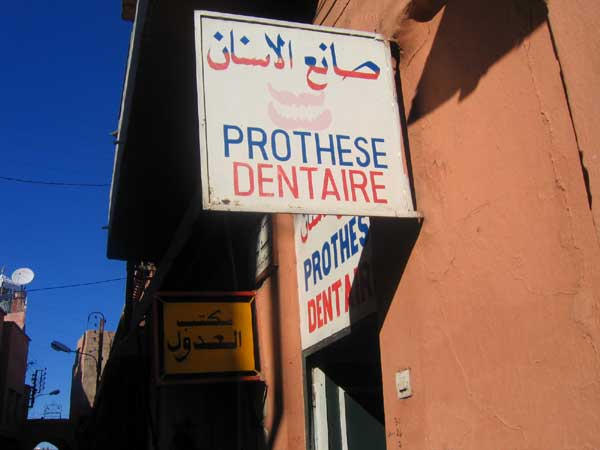 صانع الاسنان
PROTHESE
DENTAIRE
PROTHES
DENTAIR
مكتب
العدول